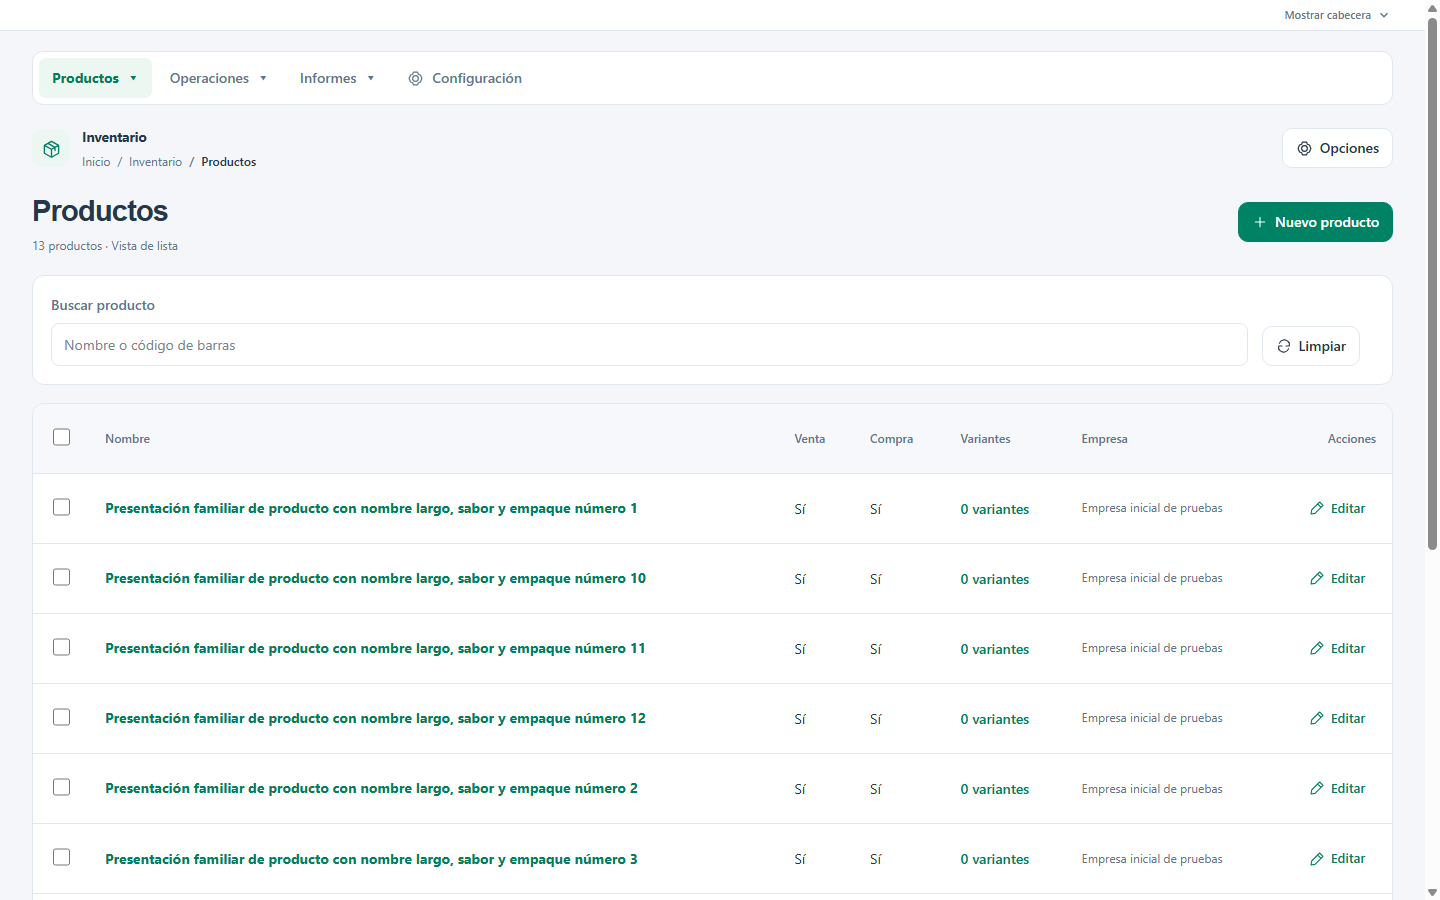 Mostrar cabecera
Productos Operaciones Informes Configuración
Inventario
Inicio / Inventario / Productos
Opciones
Productos
13 productos · Vista de lista
+ Nuevo producto
Buscar producto
Nombre o código de barras
Limpiar
Nombre Venta Compra Variantes Empresa Acciones
Presentación familiar de producto con nombre largo, sabor y empaque número 1 Sí Sí 0 variantes Empresa inicial de pruebas Editar
Presentación familiar de producto con nombre largo, sabor y empaque número 10 Sí Sí 0 variantes Empresa inicial de pruebas Editar
Presentación familiar de producto con nombre largo, sabor y empaque número 11 Sí Sí 0 variantes Empresa inicial de pruebas Editar
Presentación familiar de producto con nombre largo, sabor y empaque número 12 Sí Sí 0 variantes Empresa inicial de pruebas Editar
Presentación familiar de producto con nombre largo, sabor y empaque número 2 Sí Sí 0 variantes Empresa inicial de pruebas Editar
Presentación familiar de producto con nombre largo, sabor y empaque número 3 Sí Sí 0 variantes Empresa inicial de pruebas Editar